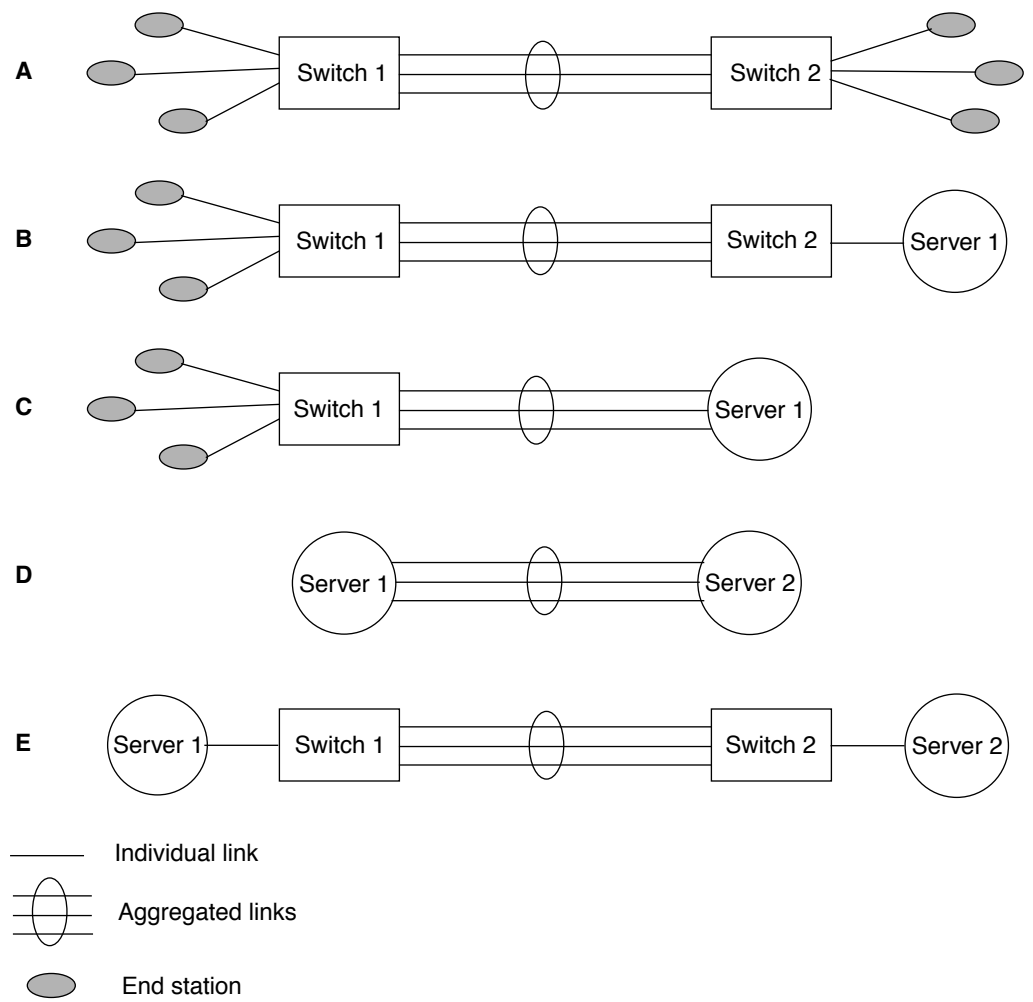 A
Switch 1
Switch 2
B
Switch 1
Switch 2
Server 1
C
Switch 1
Server 1
D
Server 1
Server 2
E
Server 1
Switch 1
Switch 2
Server 2
Individual link
Aggregated links
End station